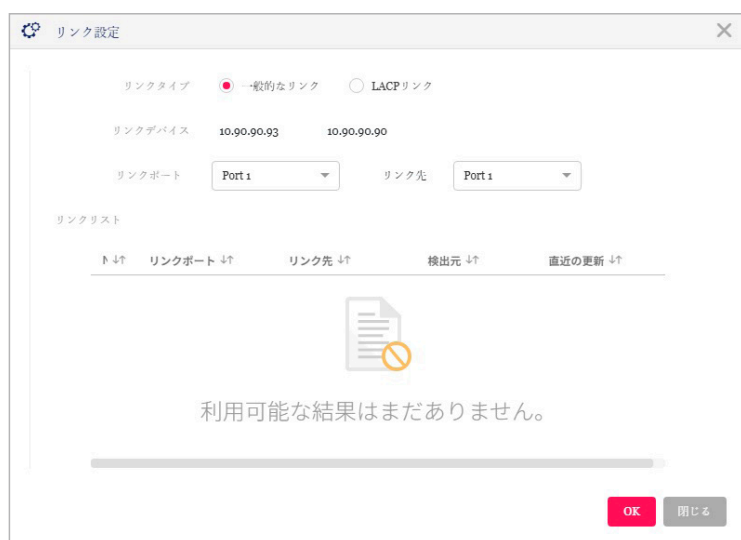 リンク設定
リンクタイプ 一般的なリンク LACPリンク
リンクデバイス 10.90.90.93 10.90.90.90
リンクポート Port 1 リンク先 Port 1
リンクリスト
リンクポート リンク先 検出元 直近の更新
利用可能な結果はまだありません。
OK 閉じる